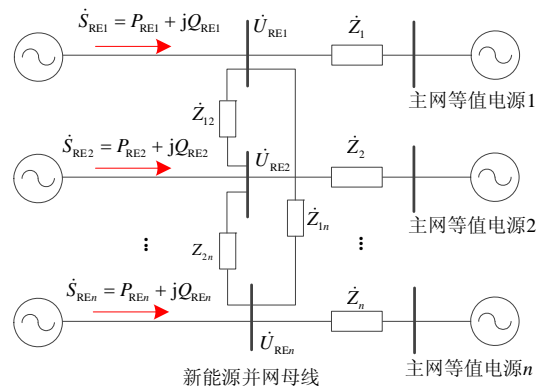 Ṡ_RE1 = P_RE1 + jQ_RE1
U̇_RE1
Ż_1
主网等值电源1
Ż_12
Ṡ_RE2 = P_RE2 + jQ_RE2
U̇_RE2
Ż_2
主网等值电源2
Ż_1n
Z_2n
⋮
⋮
Ṡ_REn = P_REn + jQ_REn
U̇_REn
Ż_n
主网等值电源n
新能源并网母线